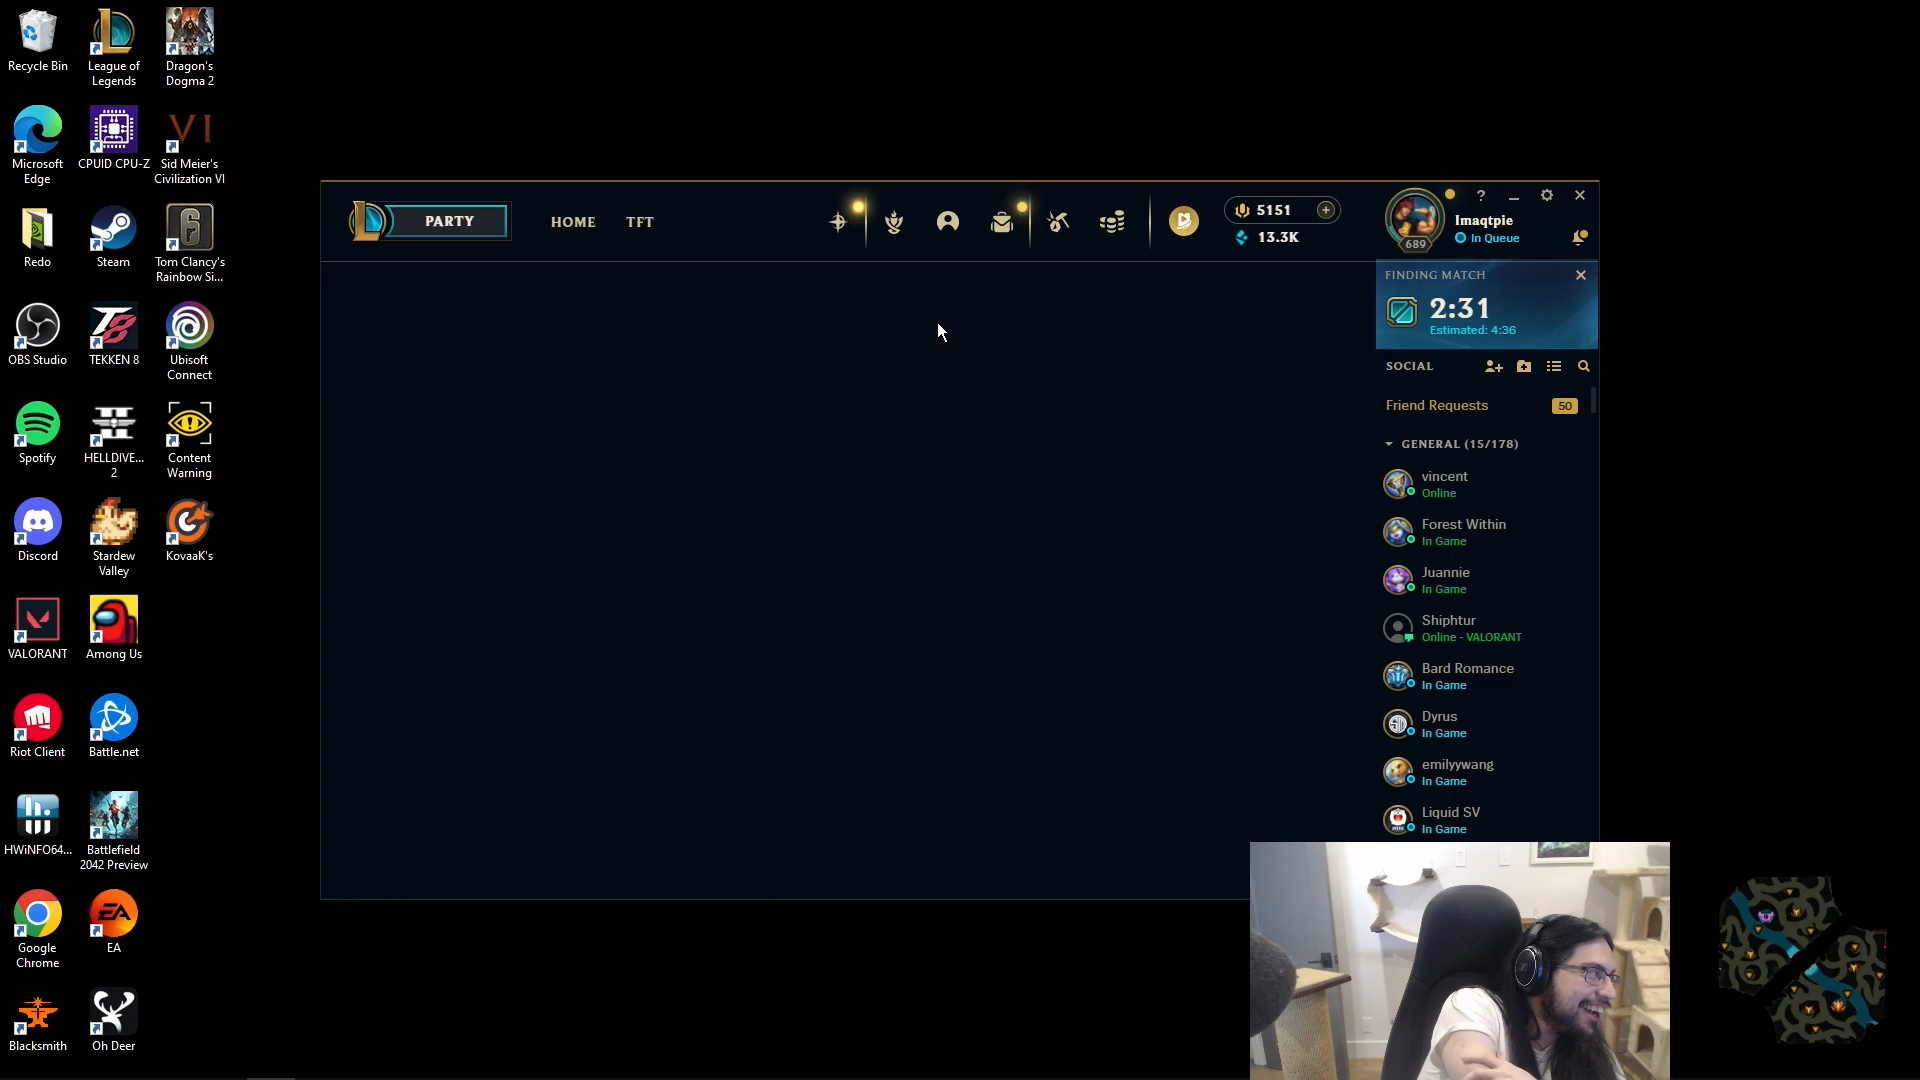 Recycle Bin
League of
Legends
Dragon's
Dogma 2
Microsoft
Edge
CPUID CPU-Z
Sid Meier's
Civilization VI
Redo
Steam
Tom Clancy's
Rainbow Si...
OBS Studio
TEKKEN 8
Ubisoft
Connect
Spotify
HELLDIVE...
2
Content
Warning
Discord
Stardew
Valley
KovaaK's
VALORANT
Among Us
Riot Client
Battle.net
HWiNFO64...
Battlefield
2042 Preview
Google
Chrome
EA
Blacksmith
Oh Deer
PARTY
HOME
TFT
5151
13.3K
689
Imaqtpie
In Queue
FINDING MATCH
2:31
Estimated: 4:36
SOCIAL
Friend Requests
50
GENERAL (15/178)
vincent
Online
Forest Within
In Game
Juannie
In Game
Shiphtur
Online - VALORANT
Bard Romance
In Game
Dyrus
In Game
emilyywang
In Game
Liquid SV
In Game